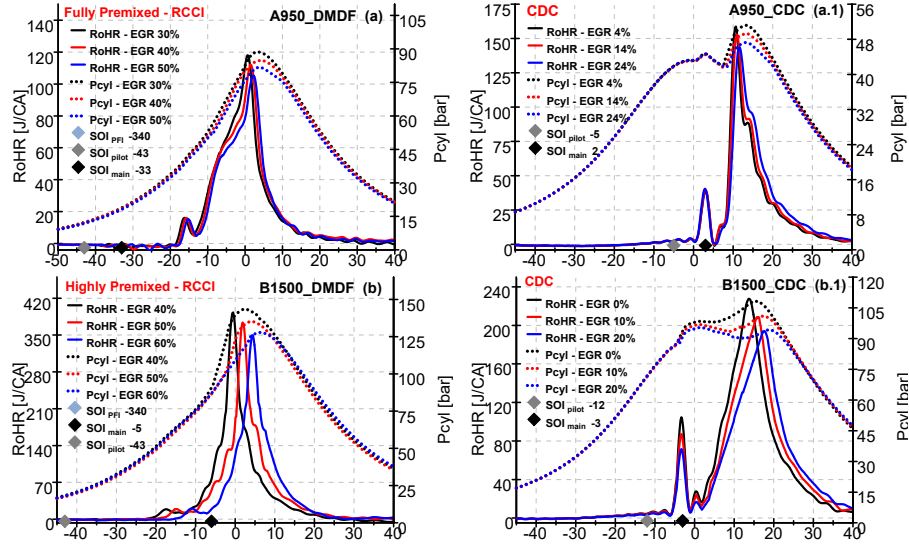 Fully Premixed - RCCI
A950_DMDF (a)
RoHR - EGR 30%
RoHR - EGR 40%
RoHR - EGR 50%
Pcyl - EGR 30%
Pcyl - EGR 40%
Pcyl - EGR 50%
SOI PFI -340
SOI pilot -43
SOI main -33
RoHR [J/CA]
140
120
100
80
60
40
20
0
Pcyl [bar]
105
90
75
60
45
30
15
0
-50 -40 -30 -20 -10 0 10 20 30 40
CDC
A950_CDC (a.1)
RoHR - EGR 4%
RoHR - EGR 14%
RoHR - EGR 24%
Pcyl - EGR 4%
Pcyl - EGR 14%
Pcyl - EGR 24%
SOI pilot -5
SOI main 2
RoHR [J/CA]
175
150
125
100
75
50
25
0
Pcyl [bar]
56
48
40
32
24
16
8
0
-40 -30 -20 -10 0 10 20 30 40
Highly Premixed - RCCI
B1500_DMDF (b)
RoHR - EGR 40%
RoHR - EGR 50%
RoHR - EGR 60%
Pcyl - EGR 40%
Pcyl - EGR 50%
Pcyl - EGR 60%
SOI PFI -340
SOI main -5
SOI pilot -43
RoHR [J/CA]
420
350
280
210
140
70
0
Pcyl [bar]
150
125
100
75
50
25
0
-40 -30 -20 -10 0 10 20 30 40
CDC
B1500_CDC (b.1)
RoHR - EGR 0%
RoHR - EGR 10%
RoHR - EGR 20%
Pcyl - EGR 0%
Pcyl - EGR 10%
Pcyl - EGR 20%
SOI pilot -12
SOI main -3
RoHR [J/CA]
240
200
160
120
80
40
0
Pcyl [bar]
120
105
90
75
60
45
30
15
0
-40 -30 -20 -10 0 10 20 30 40